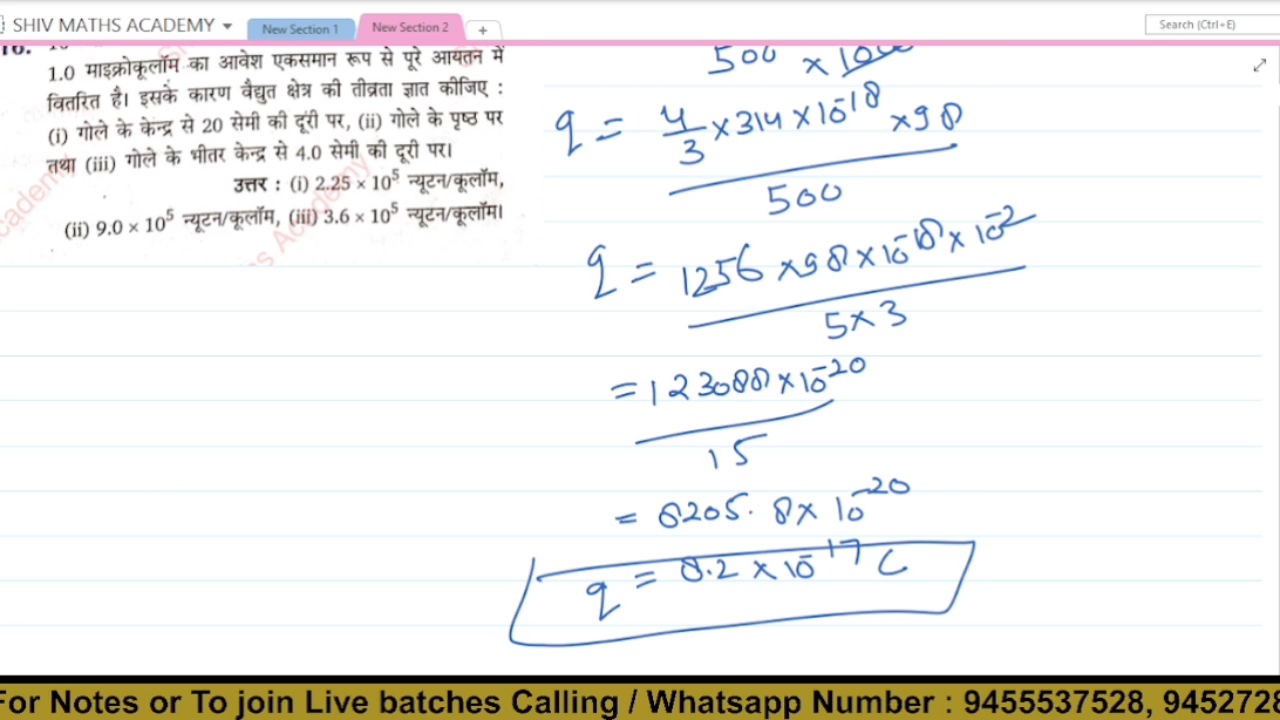 SHIV MATHS ACADEMY
New Section 1
New Section 2
+
Search (Ctrl+E)
1.0 माइक्रोकूलॉम का आवेश एकसमान रूप से पूरे आयतन में
वितरित है। इसके कारण वैद्युत क्षेत्र की तीव्रता ज्ञात कीजिए :
(i) गोले के केन्द्र से 20 सेमी की दूरी पर, (ii) गोले के पृष्ठ पर
तथा (iii) गोले के भीतर केन्द्र से 4.0 सेमी की दूरी पर।
उत्तर : (i) 2.25 × 10⁵ न्यूटन/कूलॉम,
(ii) 9.0 × 10⁵ न्यूटन/कूलॉम, (iii) 3.6 × 10⁵ न्यूटन/कूलॉम।
500 ×
q = 4/3 × 314 × 10⁻¹⁸ × 98
500
q = 1256 × 98 × 10⁻¹⁸ × 10⁻²
5 × 3
= 123088 × 10⁻²⁰
15
= 8205.8 × 10⁻²⁰
q = 8.2 × 10⁻¹⁷ C
For Notes or To join Live batches Calling / Whatsapp Number : 9455537528, 9452728